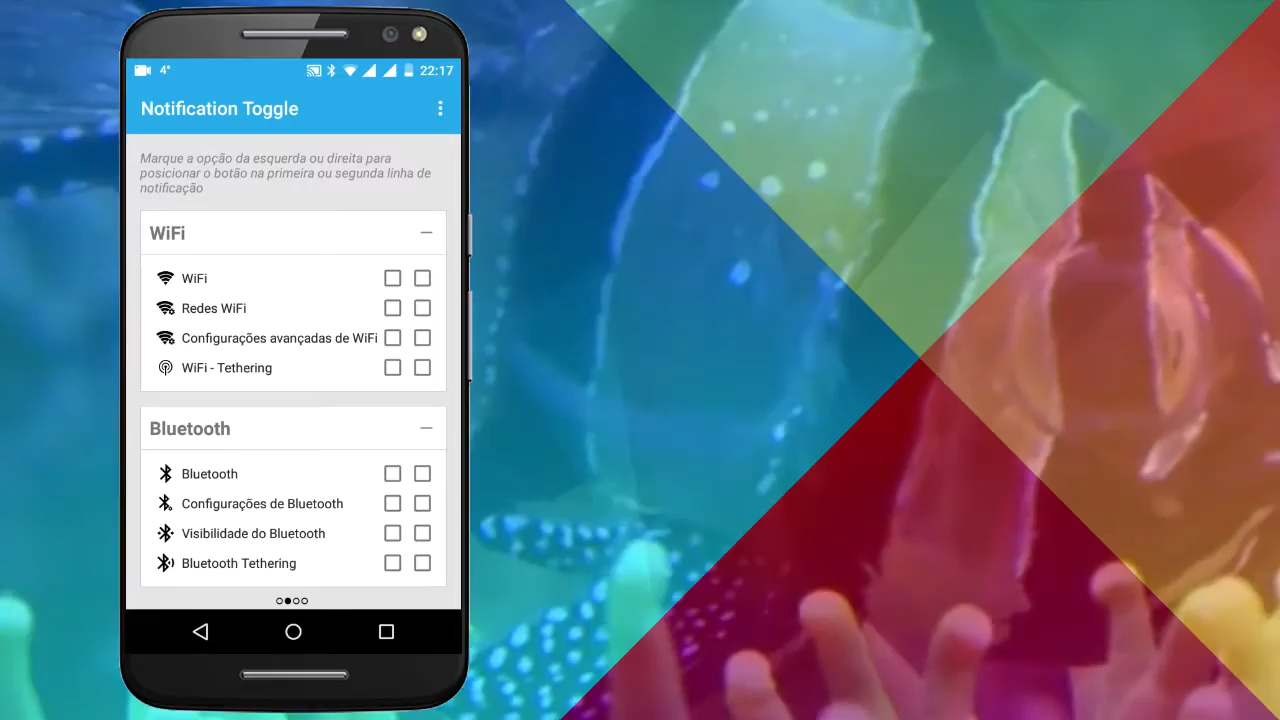 4° 22:17
Notification Toggle
Marque a opção da esquerda ou direita para
posicionar o botão na primeira ou segunda linha de
notificação
WiFi
WiFi
Redes WiFi
Configurações avançadas de WiFi
WiFi - Tethering
Bluetooth
Bluetooth
Configurações de Bluetooth
Visibilidade do Bluetooth
Bluetooth Tethering